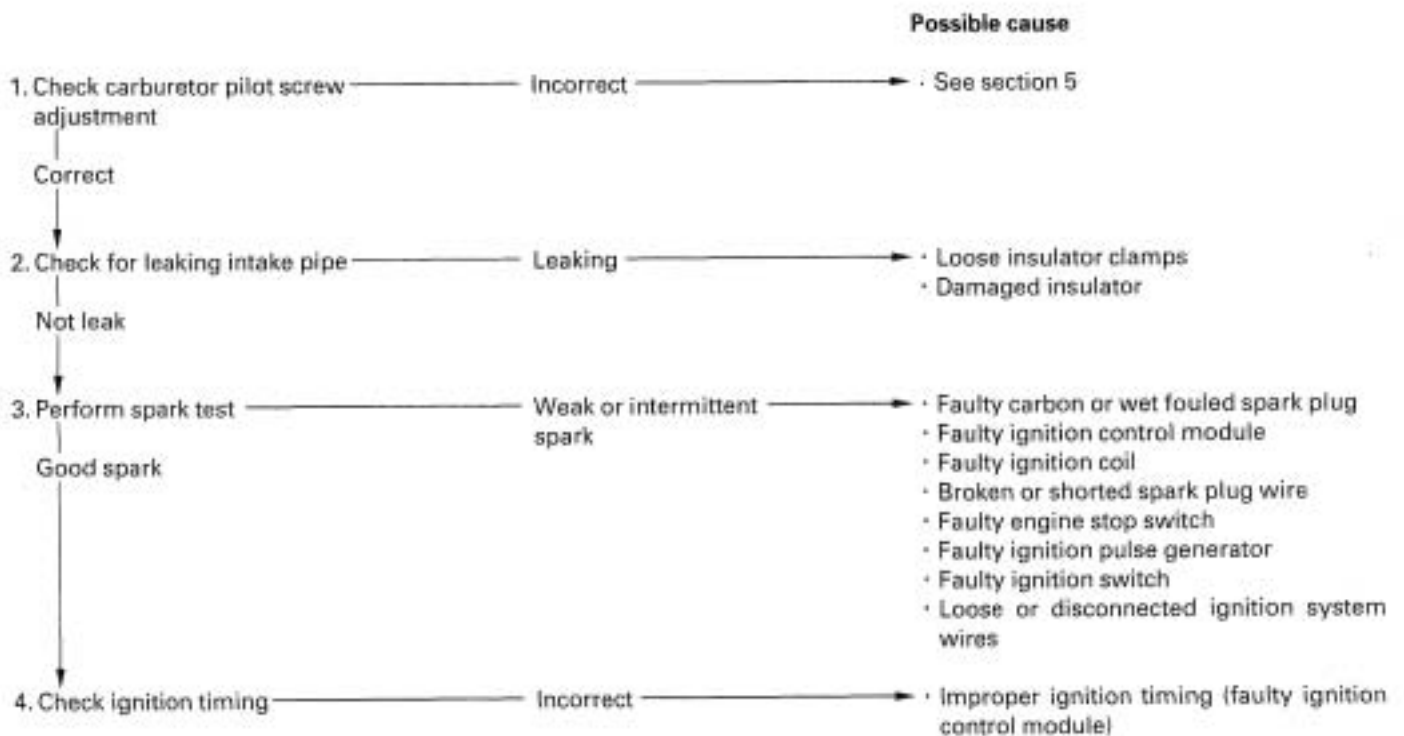 Possible cause
1. Check carburetor pilot screw adjustment
Incorrect
· See section 5
Correct
2. Check for leaking intake pipe
Leaking
· Loose insulator clamps
· Damaged insulator
Not leak
3. Perform spark test
Weak or intermittent
spark
· Faulty carbon or wet fouled spark plug
· Faulty ignition control module
· Faulty ignition coil
· Broken or shorted spark plug wire
· Faulty engine stop switch
· Faulty ignition pulse generator
· Faulty ignition switch
· Loose or disconnected ignition system
wires
Good spark
4. Check ignition timing
Incorrect
· Improper ignition timing (faulty ignition
control module)